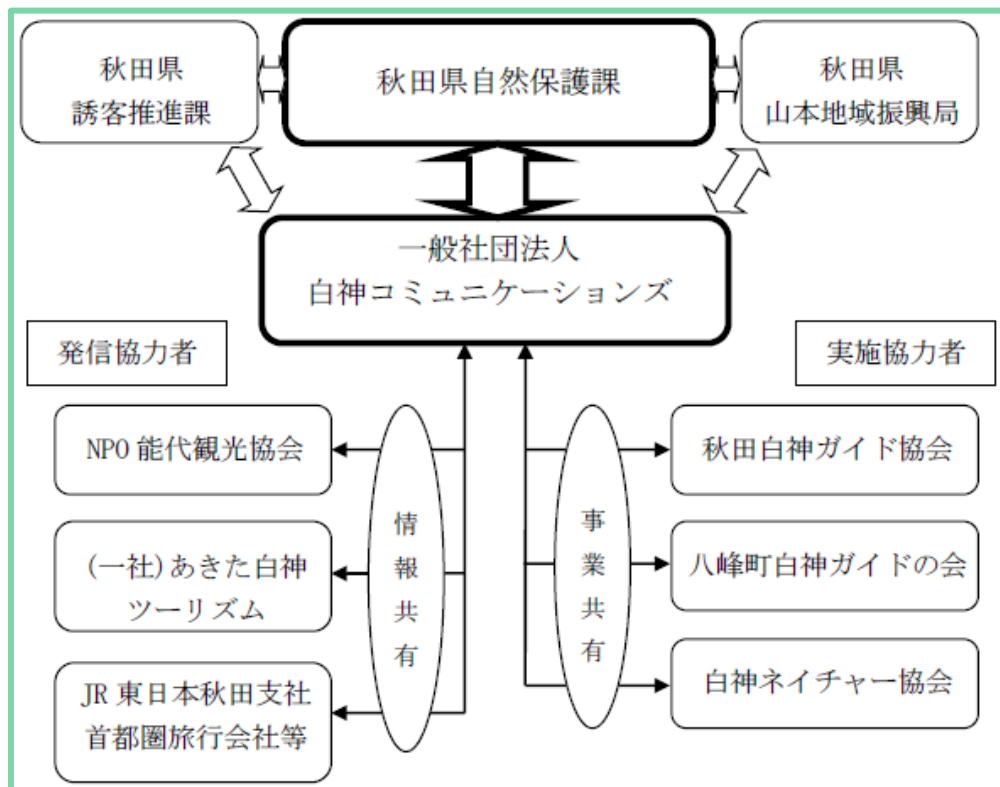 秋田県
誘客推進課
秋田県自然保護課
秋田県
山本地域振興局
一般社団法人
白神コミュニケーションズ
発信協力者
実施協力者
NPO 能代観光協会
(一社)あきた白神
ツーリズム
JR 東日本秋田支社
首都圏旅行会社等
情報共有
事業共有
秋田白神ガイド協会
八峰町白神ガイドの会
白神ネイチャー協会